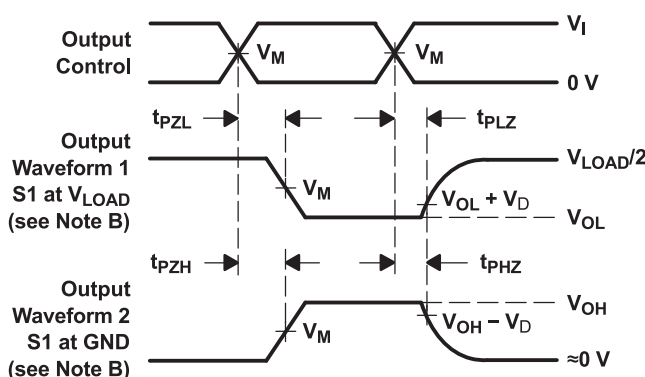 Output
Control
V_M
V_M
V_I
0 V
t_PZL
t_PLZ
Output
Waveform 1
S1 at V_LOAD
(see Note B)
V_M
V_LOAD/2
V_OL + V_D
V_OL
t_PZH
t_PHZ
Output
Waveform 2
S1 at GND
(see Note B)
V_M
V_OH
V_OH – V_D
≈0 V